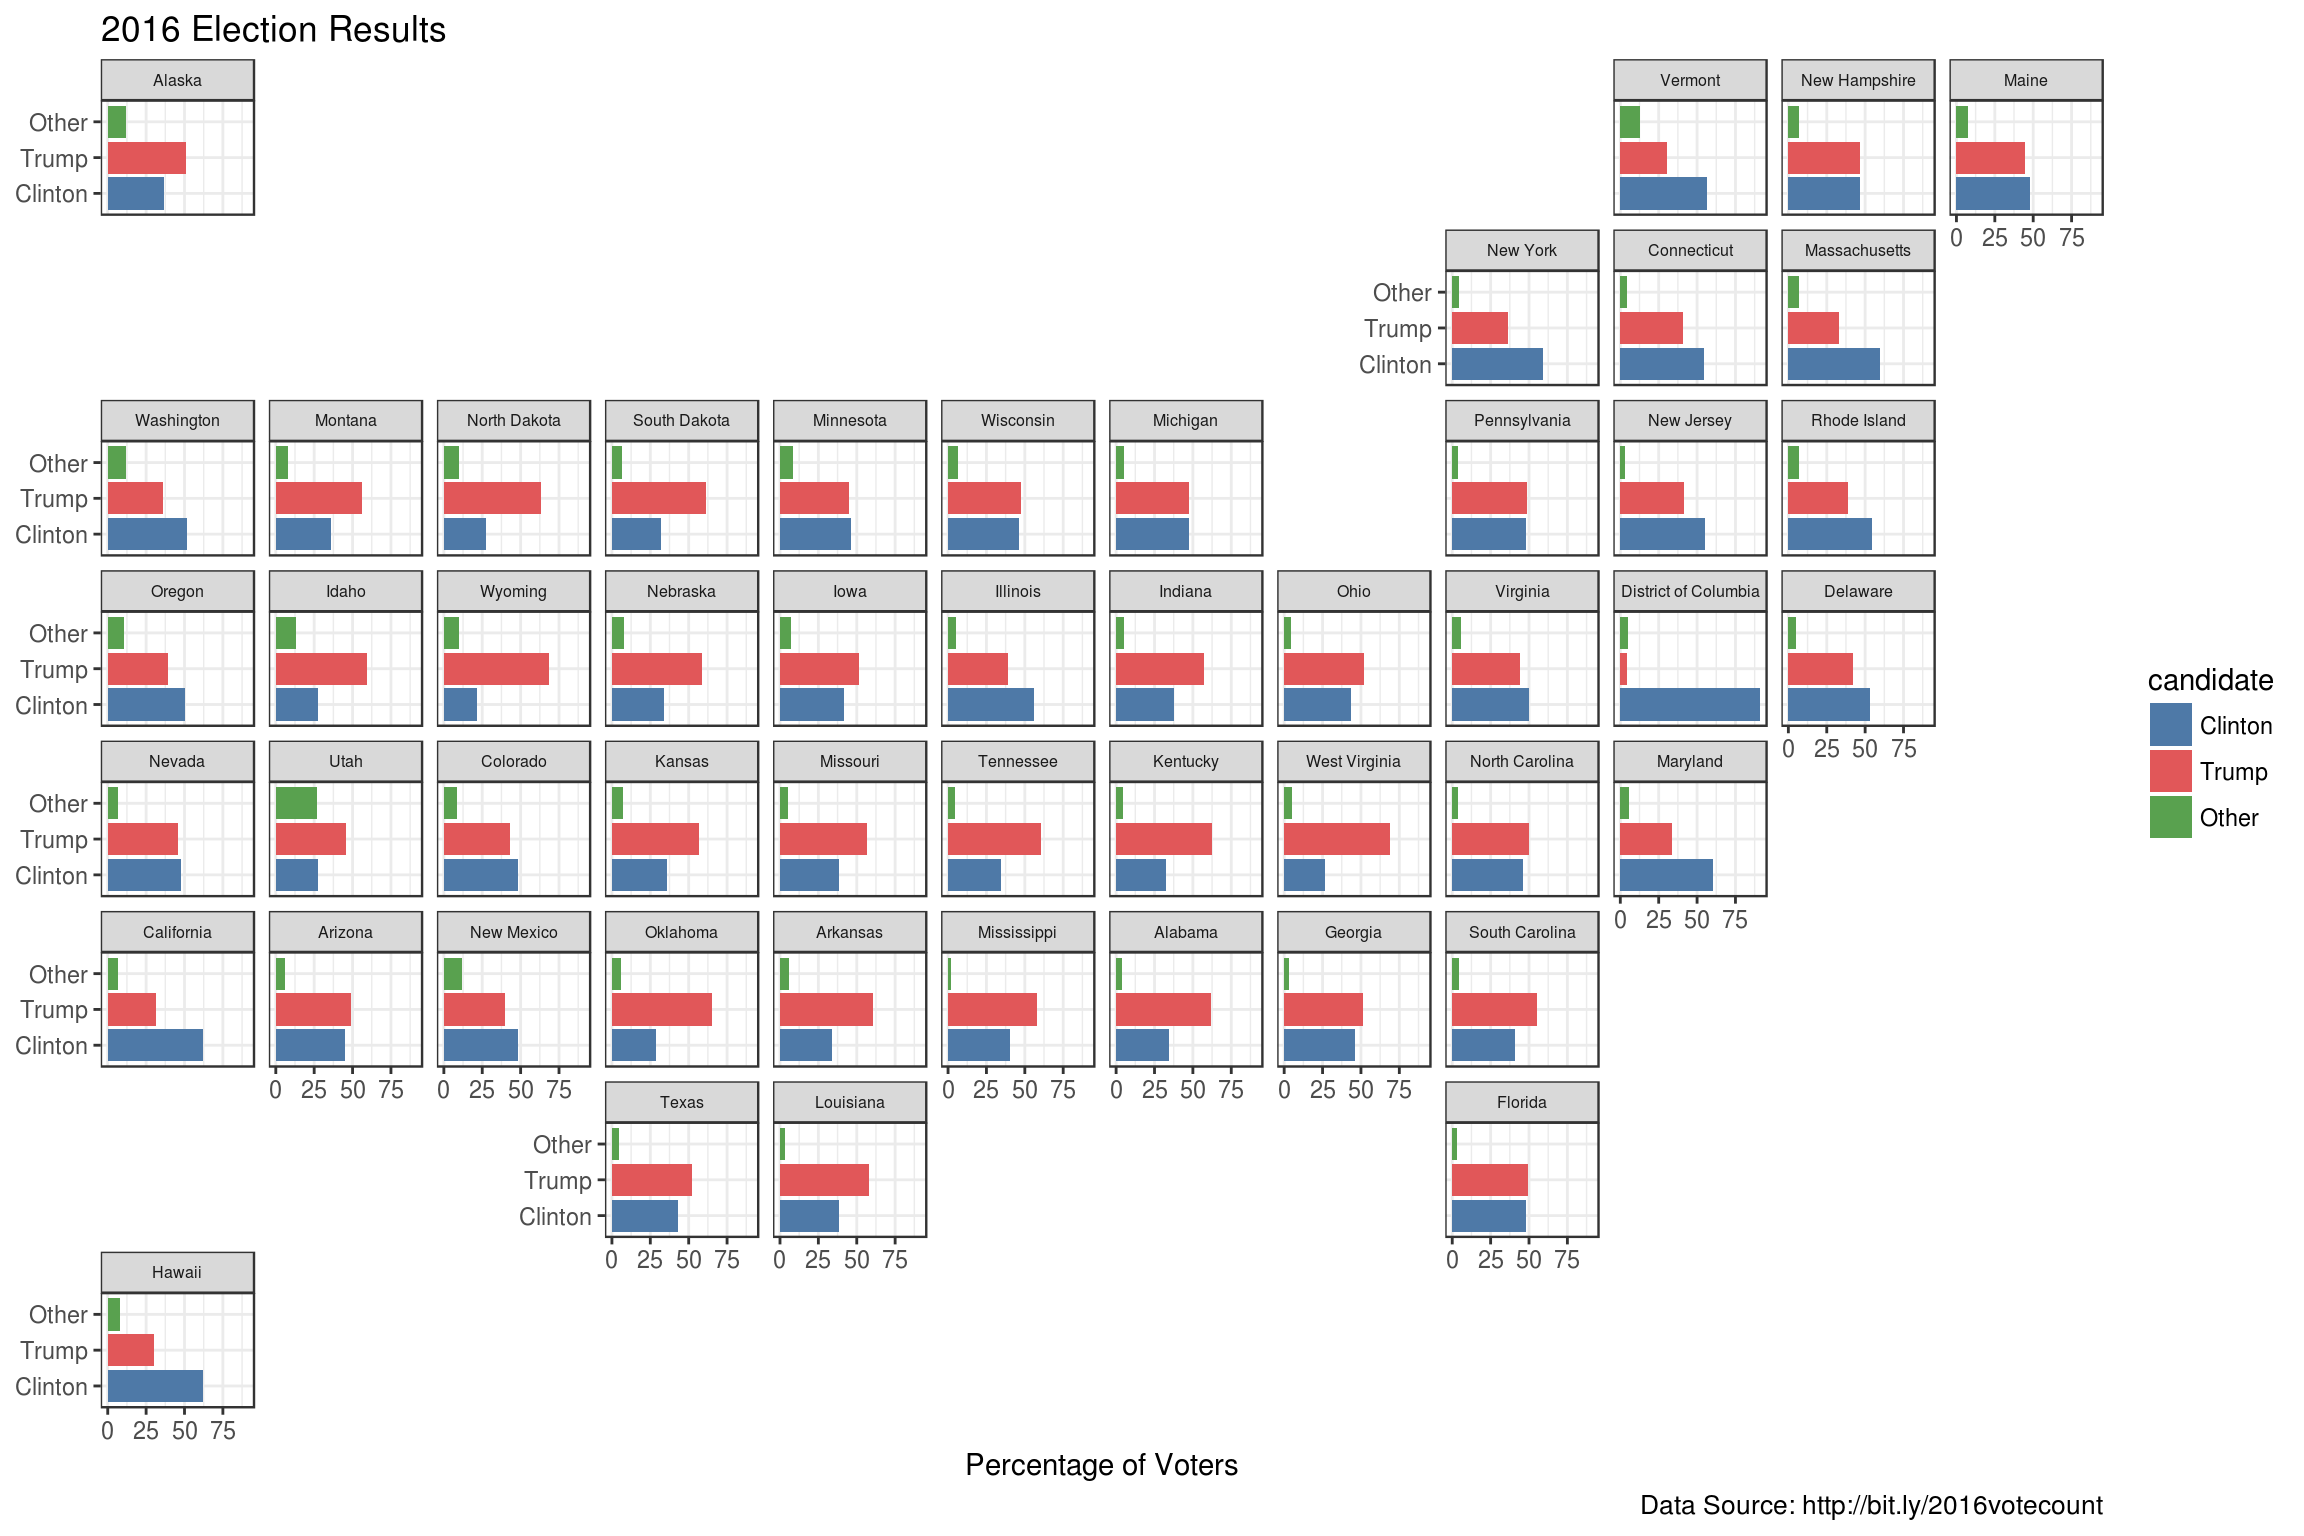 2016 Election Results
Alaska
Vermont
New Hampshire
Maine
Other
Trump
Clinton
0 25 50 75
New York
Connecticut
Massachusetts
Other
Trump
Clinton
Washington
Montana
North Dakota
South Dakota
Minnesota
Wisconsin
Michigan
Pennsylvania
New Jersey
Rhode Island
Other
Trump
Clinton
Oregon
Idaho
Wyoming
Nebraska
Iowa
Illinois
Indiana
Ohio
Virginia
District of Columbia
Delaware
Other
Trump
Clinton
0 25 50 75
Nevada
Utah
Colorado
Kansas
Missouri
Tennessee
Kentucky
West Virginia
North Carolina
Maryland
Other
Trump
Clinton
0 25 50 75
California
Arizona
New Mexico
Oklahoma
Arkansas
Mississippi
Alabama
Georgia
South Carolina
Other
Trump
Clinton
0 25 50 75
0 25 50 75
0 25 50 75
0 25 50 75
0 25 50 75
Texas
Louisiana
Florida
Other
Trump
Clinton
0 25 50 75
0 25 50 75
0 25 50 75
Hawaii
Other
Trump
Clinton
0 25 50 75
Percentage of Voters
candidate
Clinton
Trump
Other
Data Source: http://bit.ly/2016votecount